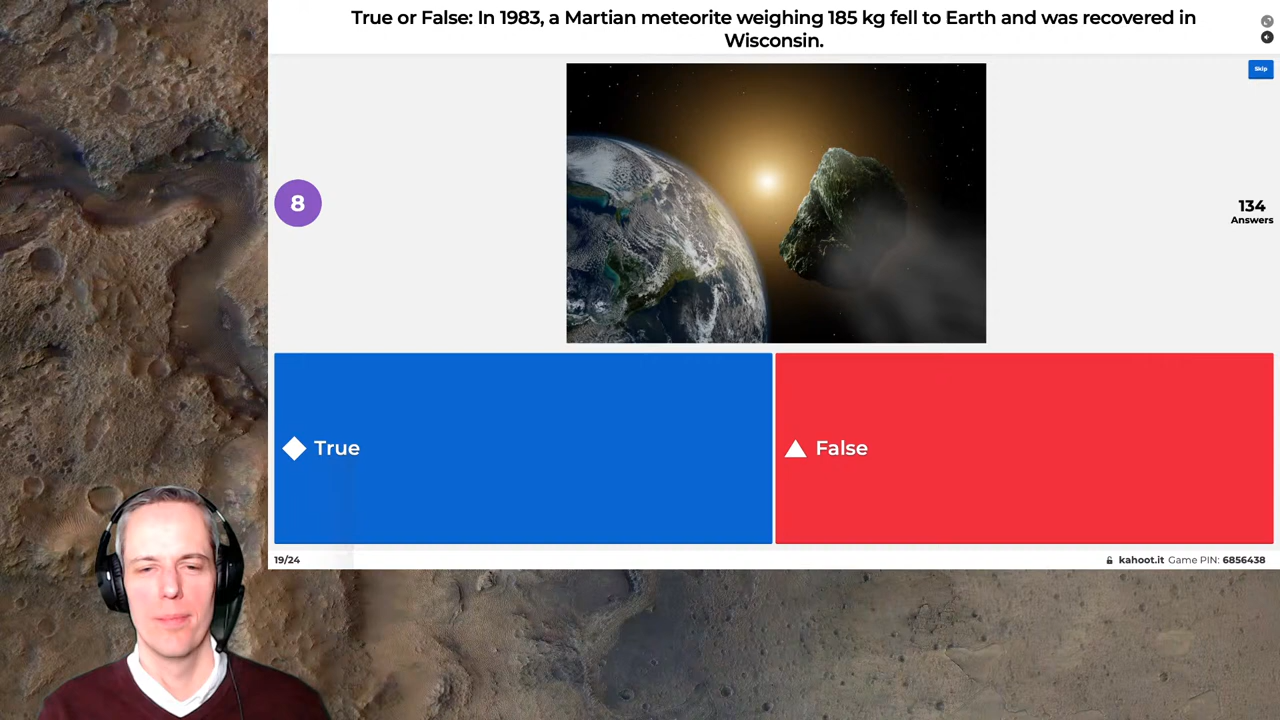 True or False: In 1983, a Martian meteorite weighing 185 kg fell to Earth and was recovered in
Wisconsin.
Skip
8
134
Answers
True
False
19/24
kahoot.it Game PIN: 6856438